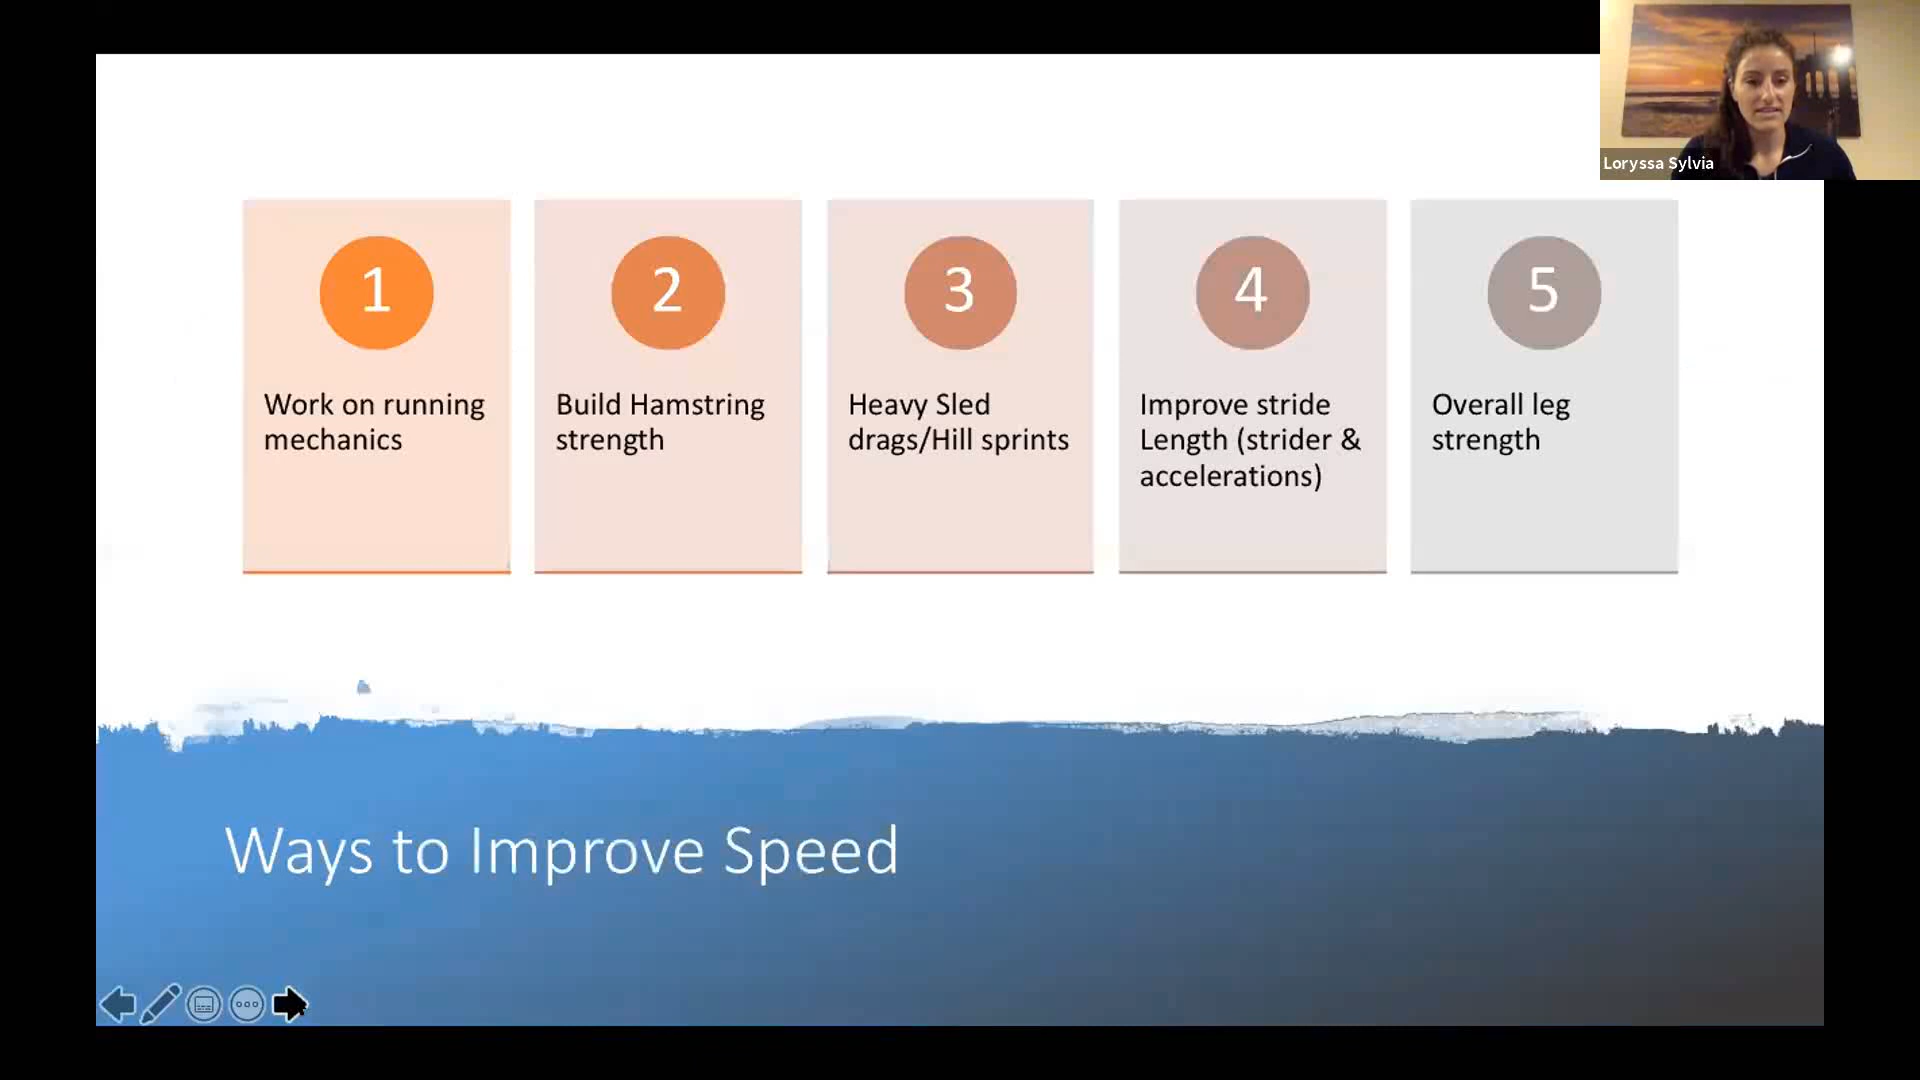 Loryssa Sylvia
1
Work on running
mechanics
2
Build Hamstring
strength
3
Heavy Sled
drags/Hill sprints
4
Improve stride
Length (strider &
accelerations)
5
Overall leg
strength
Ways to Improve Speed